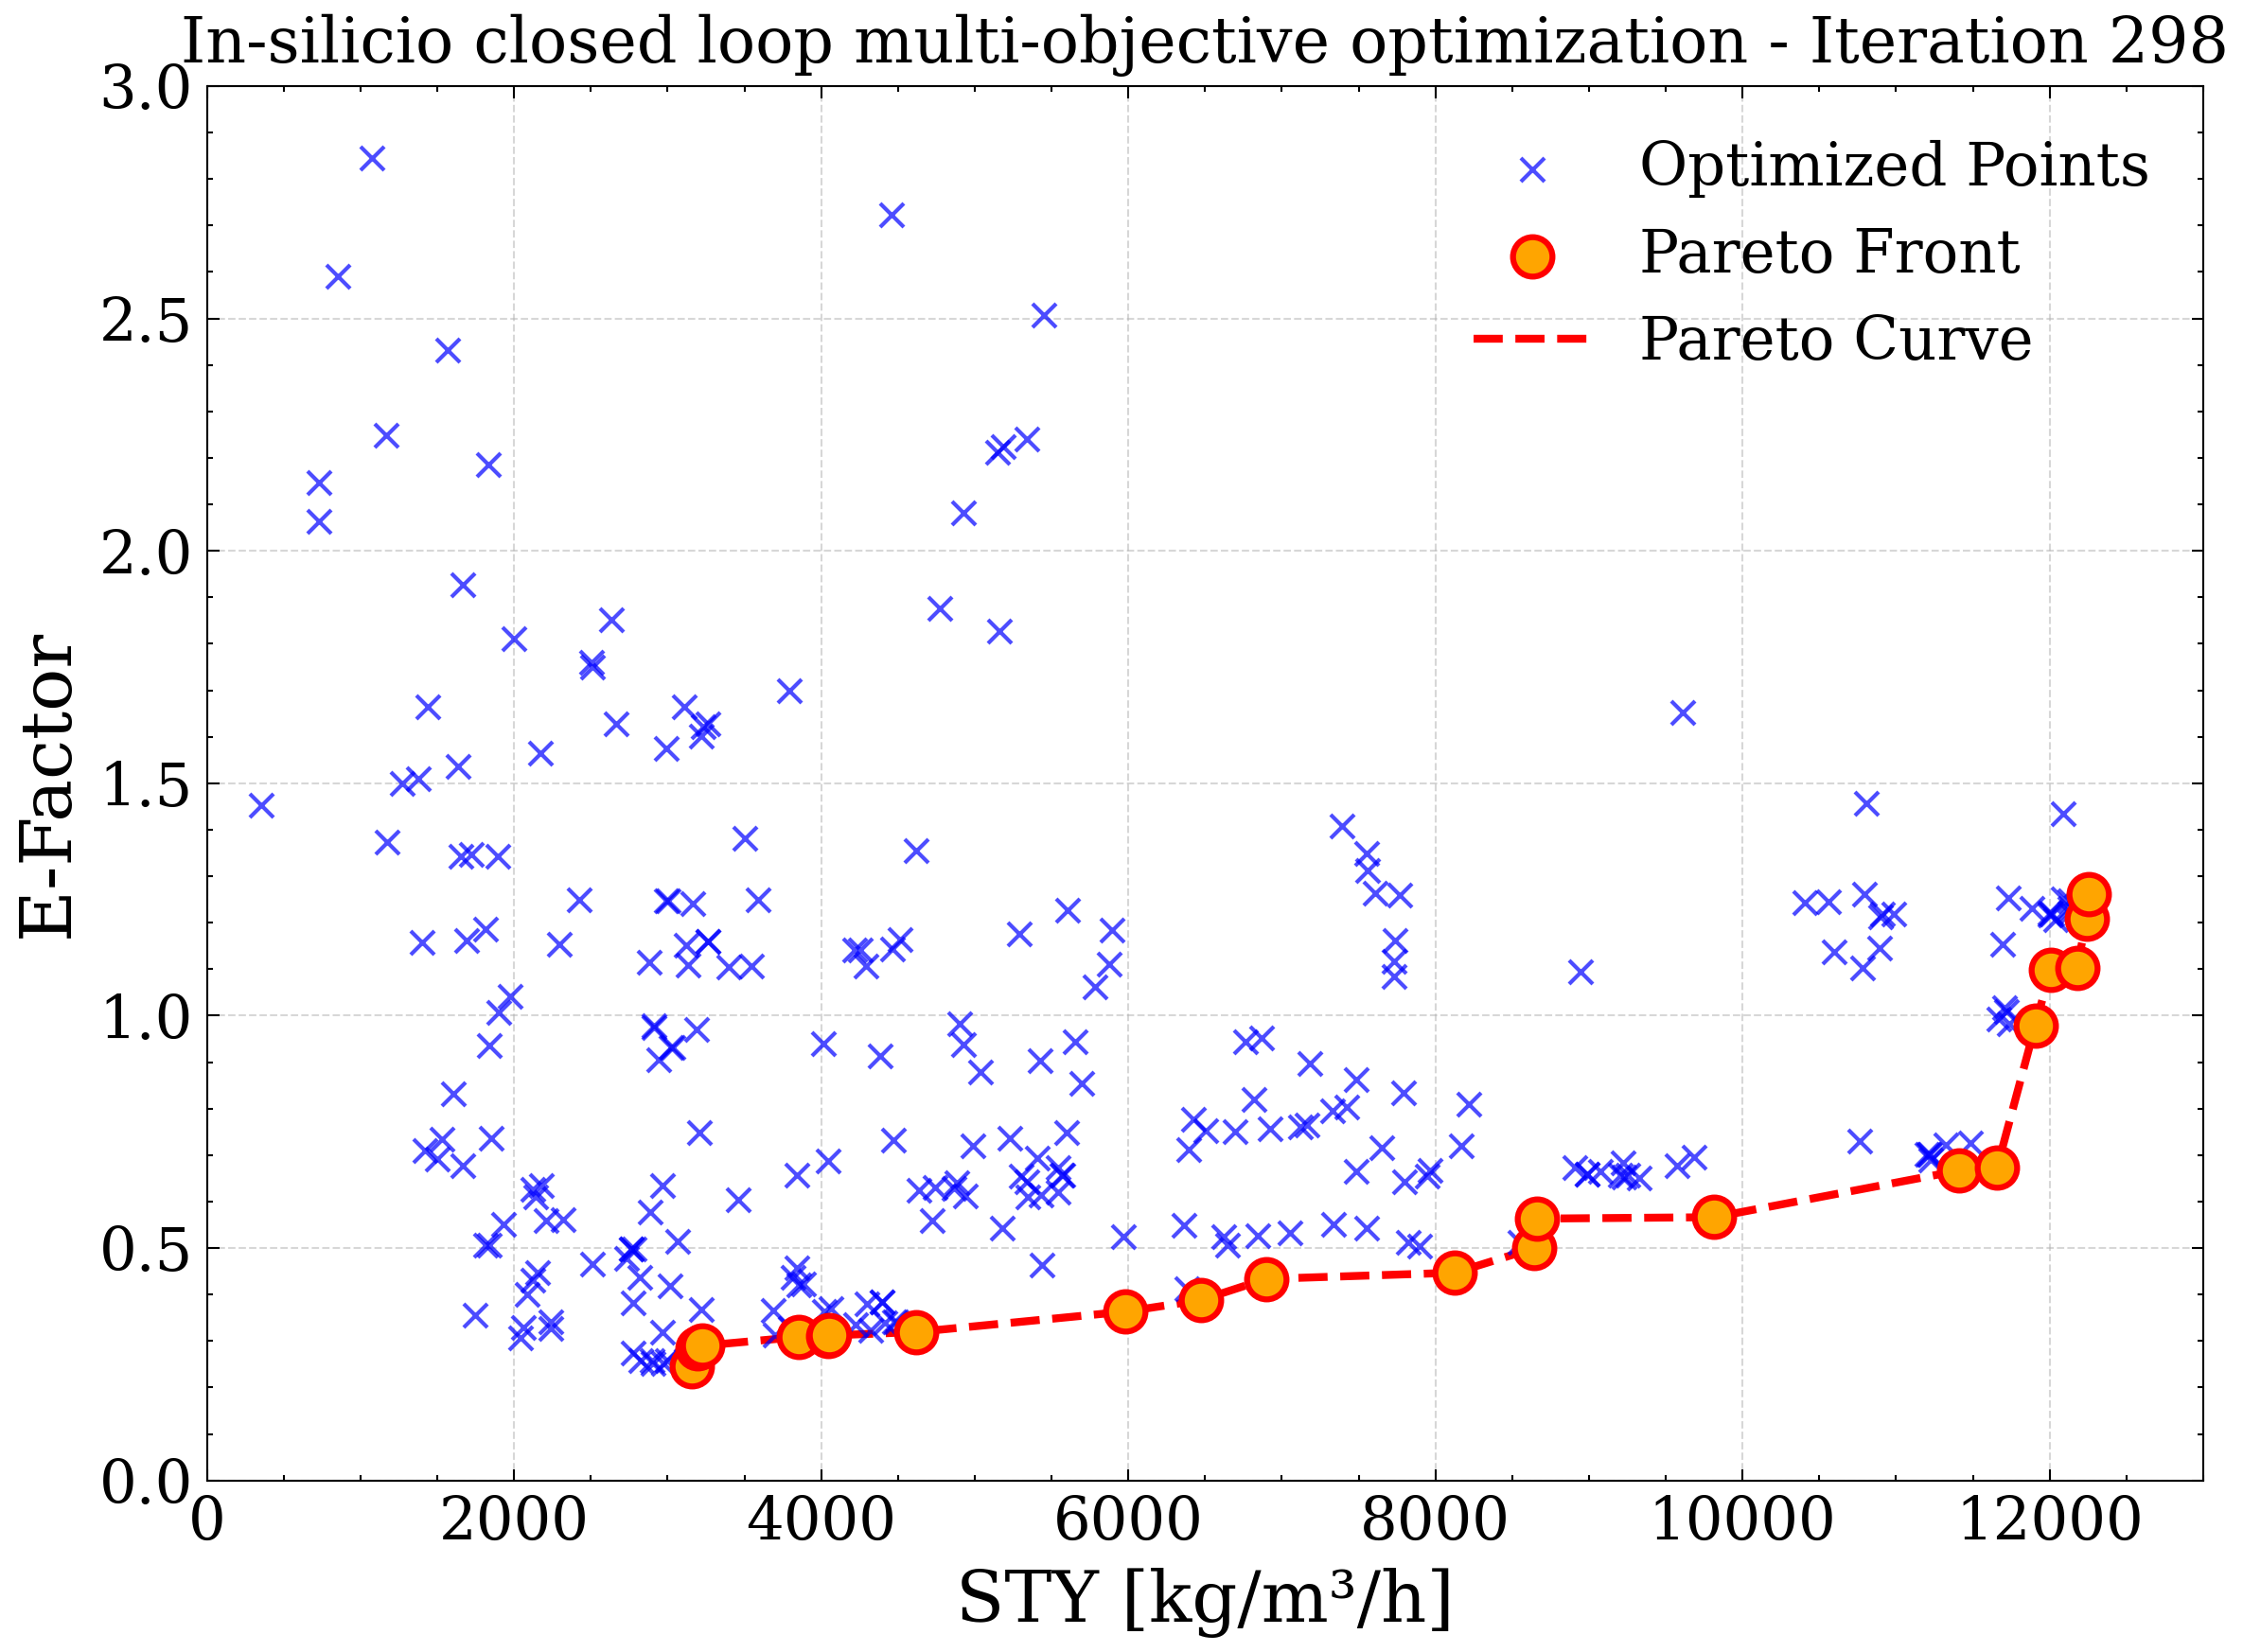 In-silicio closed loop multi-objective optimization - Iteration 298
3.0
2.5
2.0
1.5
1.0
0.5
0.0
E-Factor
Optimized Points
Pareto Front
Pareto Curve
0 2000 4000 6000 8000 10000 12000
STY [kg/m³/h]